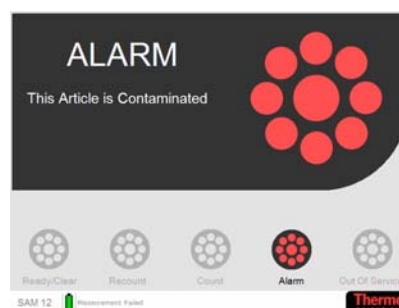 ALARM
This Article is Contaminated
Ready/Clear
Recount
Count
Alarm
Out Of Service
SAM 12
Measurement Failed
Thermo